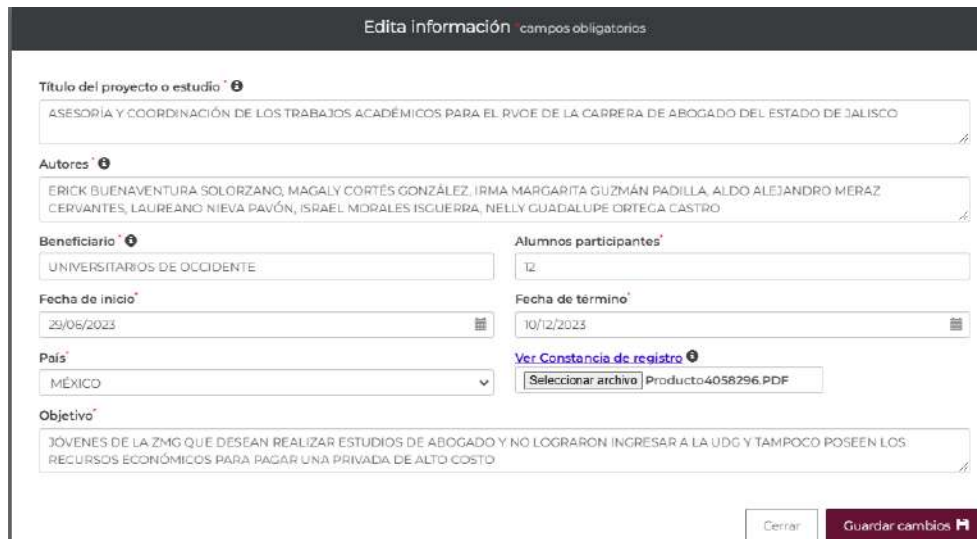 Edita información *campos obligatorios
Título del proyecto o estudio *
ASESORÍA Y COORDINACIÓN DE LOS TRABAJOS ACADÉMICOS PARA EL RVOE DE LA CARRERA DE ABOGADO DEL ESTADO DE JALISCO
Autores *
ERICK BUENAVENTURA SOLORZANO, MAGALY CORTÉS GONZÁLEZ, IRMA MARGARITA GUZMÁN PADILLA, ALDO ALEJANDRO MERAZ
CERVANTES, LAUREANO NIEVA PAVÓN, ISRAEL MORALES ISGUERRA, NELLY GUADALUPE ORTEGA CASTRO
Beneficiario * Alumnos participantes*
UNIVERSITARIOS DE OCCIDENTE 12
Fecha de inicio* Fecha de término*
29/06/2023 10/12/2023
País* Ver Constancia de registro
MÉXICO Seleccionar archivo Producto4058296.PDF
Objetivo*
JÓVENES DE LA ZMG QUE DESEAN REALIZAR ESTUDIOS DE ABOGADO Y NO LOGRARON INGRESAR A LA UDG Y TAMPOCO POSEEN LOS
RECURSOS ECONÓMICOS PARA PAGAR UNA PRIVADA DE ALTO COSTO
Cerrar Guardar cambios